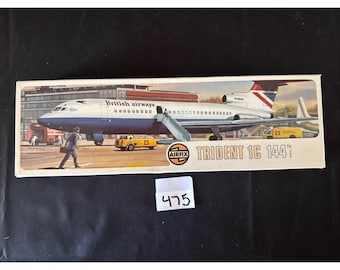 British airways
AIRFIX
TRIDENT 1C 144TH
475